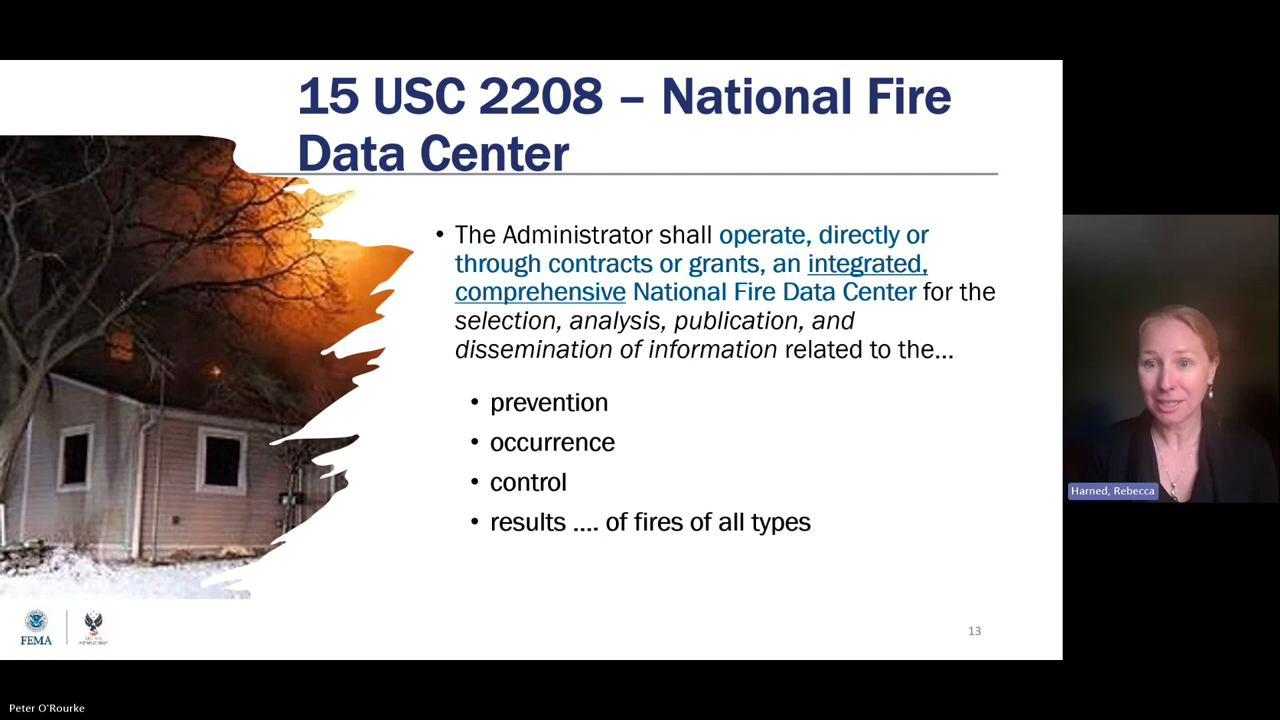 15 USC 2208 – National Fire
Data Center
• The Administrator shall operate, directly or
through contracts or grants, an integrated,
comprehensive National Fire Data Center for the
selection, analysis, publication, and
dissemination of information related to the...
• prevention
• occurrence
• control
• results .... of fires of all types
FEMA
13
Harned, Rebecca
Peter O'Rourke